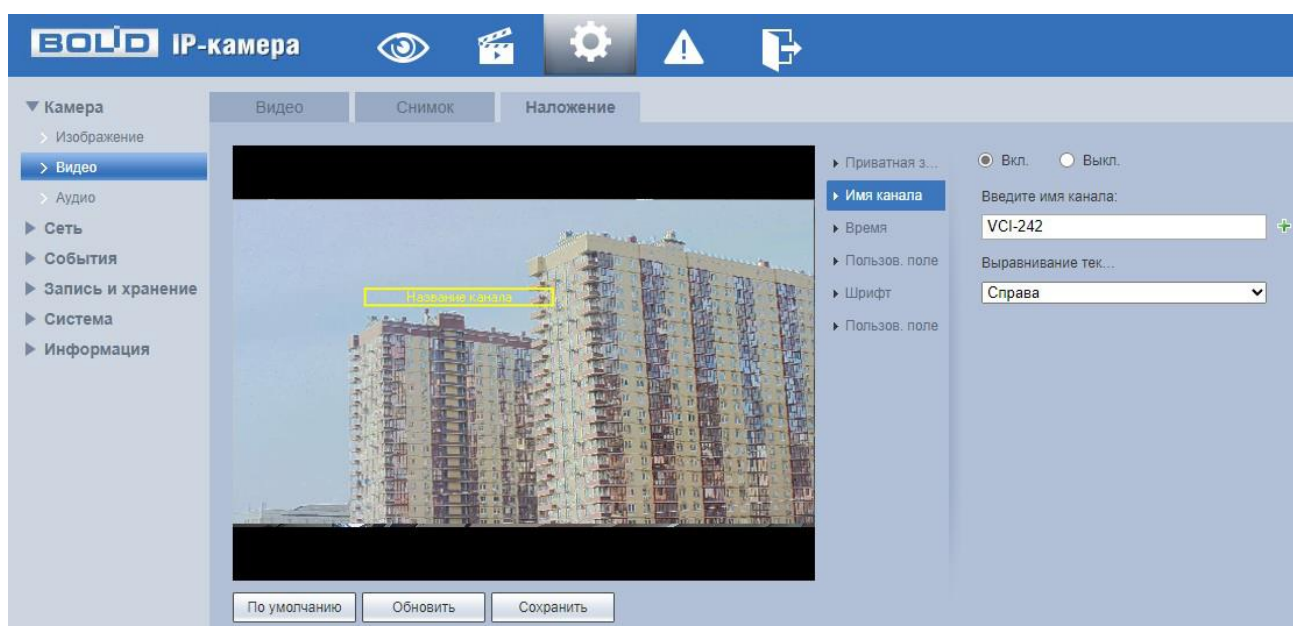 BOLID IP-камера
Камера
Изображение
Видео
Аудио
Сеть
События
Запись и хранение
Система
Информация
Видео
Снимок
Наложение
Название канала
Приватная з...
Имя канала
Время
Пользов. поле
Шрифт
Пользов. поле
Вкл.
Выкл.
Введите имя канала:
VCI-242
Выравнивание тек...
Справа
По умолчанию
Обновить
Сохранить